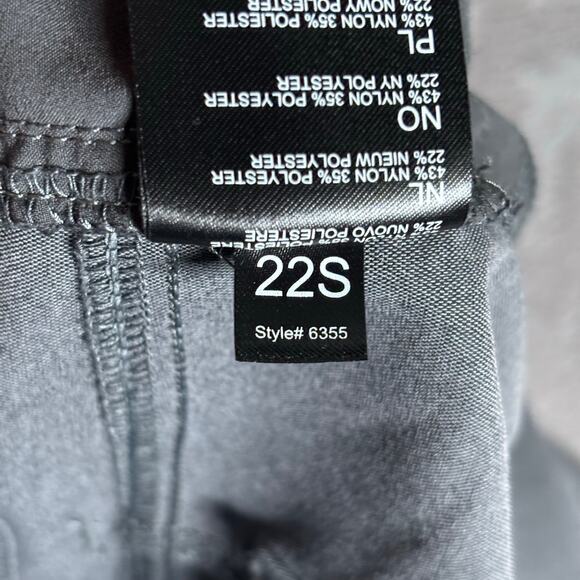 NL
43% NYLON 35% POLYESTER
22% NIEUW POLYESTER
NO
43% NYLON 35% POLYESTER
22% NY POLYESTER
PL
43% NYLON 35% POLIESTER
22% NOWY POLIESTER
22% NUOVO POLIESTERE
22S
Style# 6355